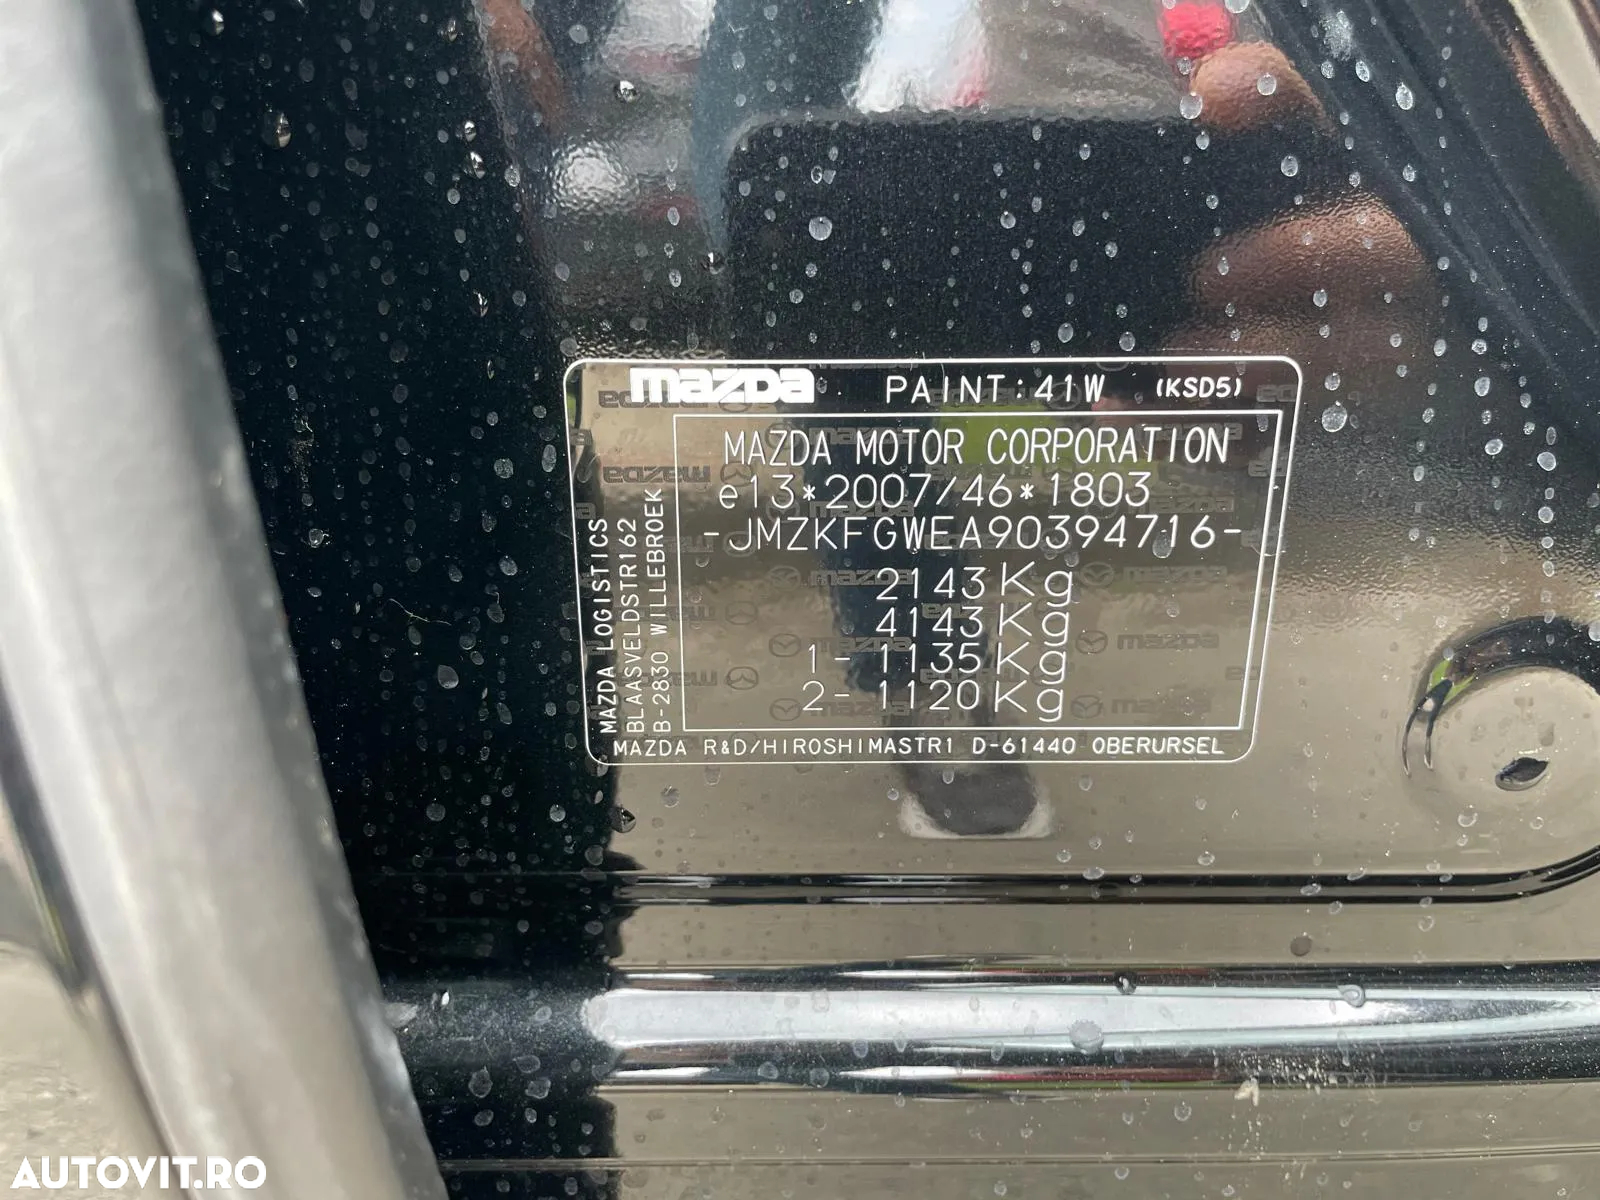 mazda PAINT:41W (KSD5)
MAZDA MOTOR CORPORATION
e13*2007/46*1803
-JMZKFGWEA90394716-
2143Kg
4143Kg
1- 1135Kg
2- 1120Kg
MAZDA LOGISTICS
BLAASVELDSTR162
B-2830 WILLEBROEK
MAZDA R&D/HIROSHIMASTR1 D-61440 OBERURSEL
AUTOVIT.RO